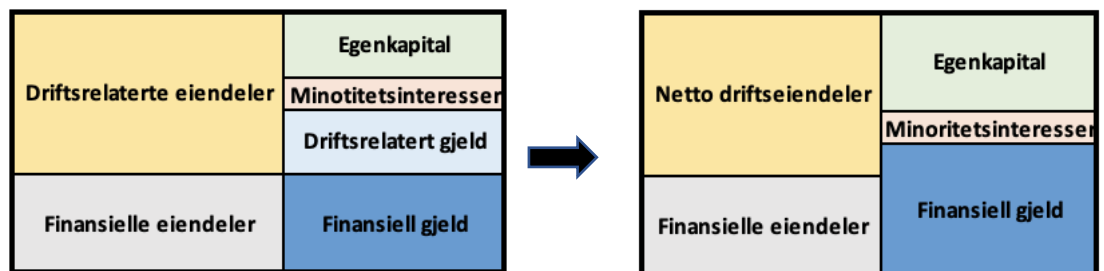 Driftsrelaterte eiendeler
Egenkapital
Minotitetsinteresser
Driftsrelatert gjeld
Finansielle eiendeler
Finansiell gjeld
Netto driftseiendeler
Egenkapital
Minoritetsinteresser
Finansielle eiendeler
Finansiell gjeld